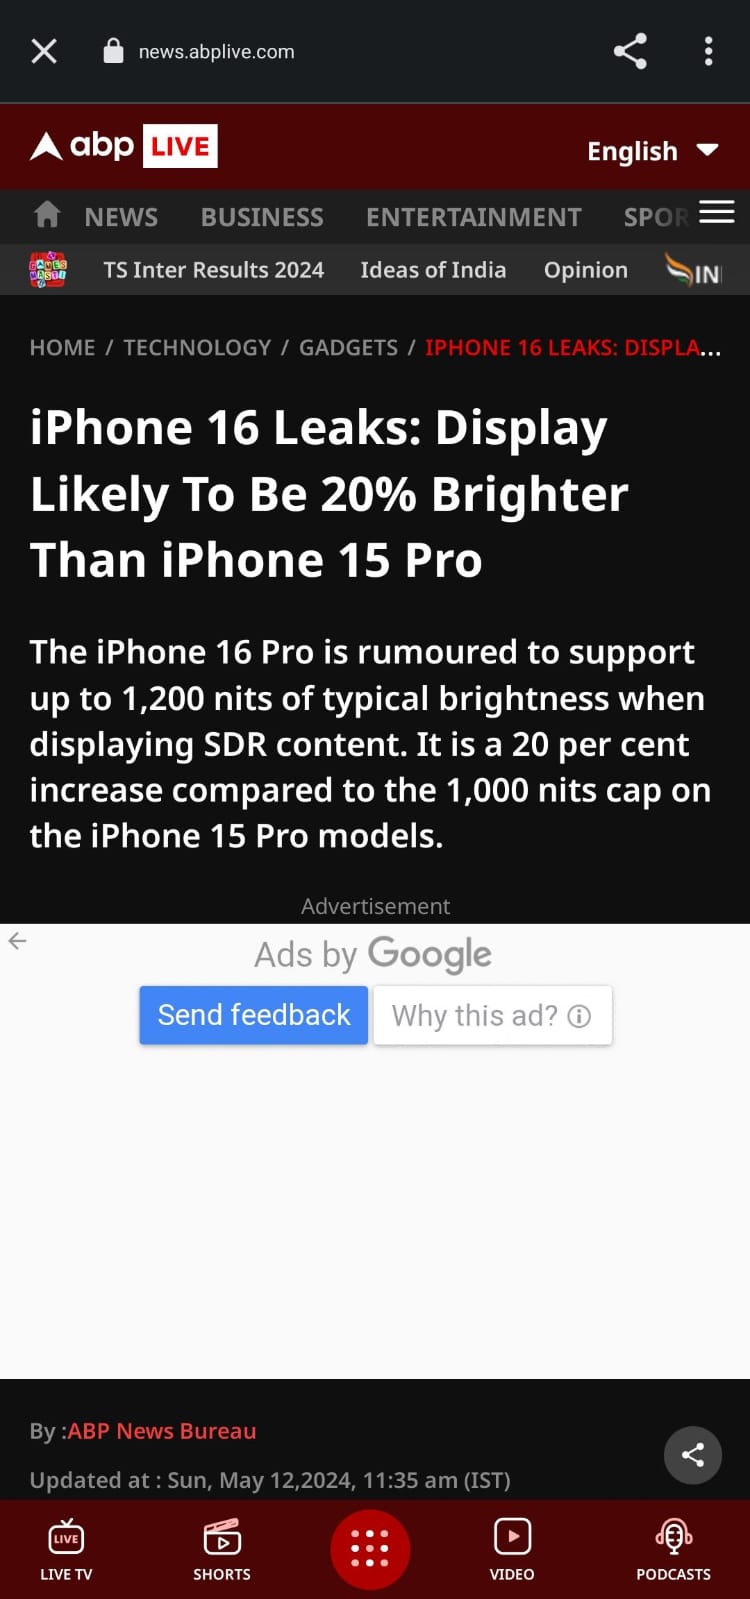 news.abplive.com
abp LIVE
English
NEWS BUSINESS ENTERTAINMENT SPOR
GAMES MASTI TS Inter Results 2024 Ideas of India Opinion IN
HOME / TECHNOLOGY / GADGETS / IPHONE 16 LEAKS: DISPLA...
iPhone 16 Leaks: Display
Likely To Be 20% Brighter
Than iPhone 15 Pro
The iPhone 16 Pro is rumoured to support
up to 1,200 nits of typical brightness when
displaying SDR content. It is a 20 per cent
increase compared to the 1,000 nits cap on
the iPhone 15 Pro models.
Advertisement
Ads by Google
Send feedback Why this ad?
By :ABP News Bureau
Updated at : Sun, May 12,2024, 11:35 am (IST)
LIVE
LIVE TV SHORTS VIDEO PODCASTS